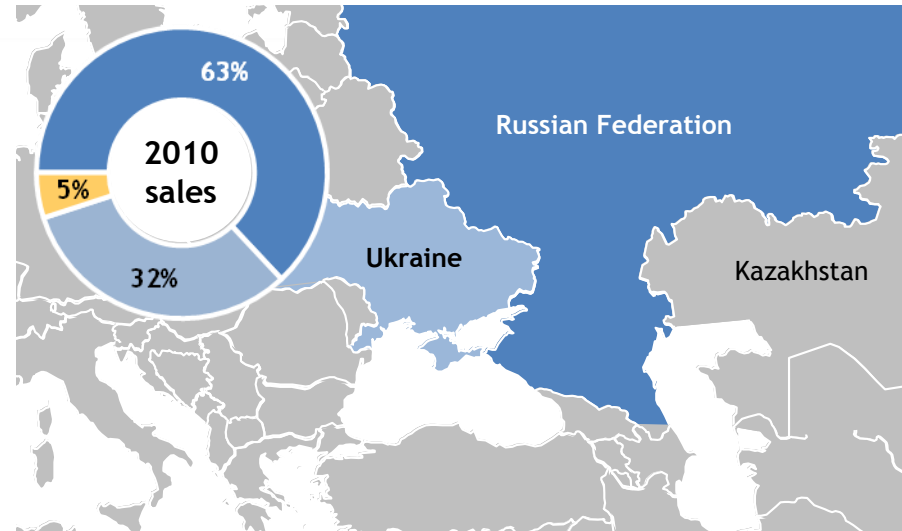 63%
2010
sales
5%
32%
Russian Federation
Ukraine
Kazakhstan